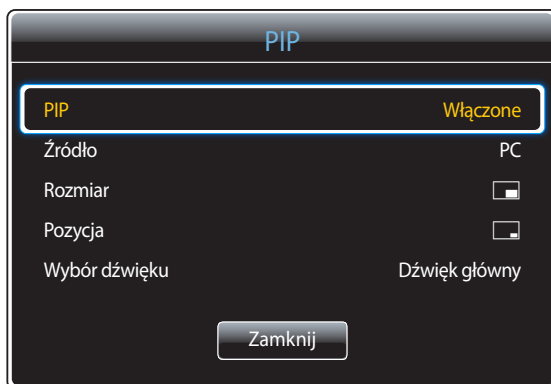 PIP
PIP Włączone
Źródło PC
Rozmiar
Pozycja
Wybór dźwięku Dźwięk główny
Zamknij